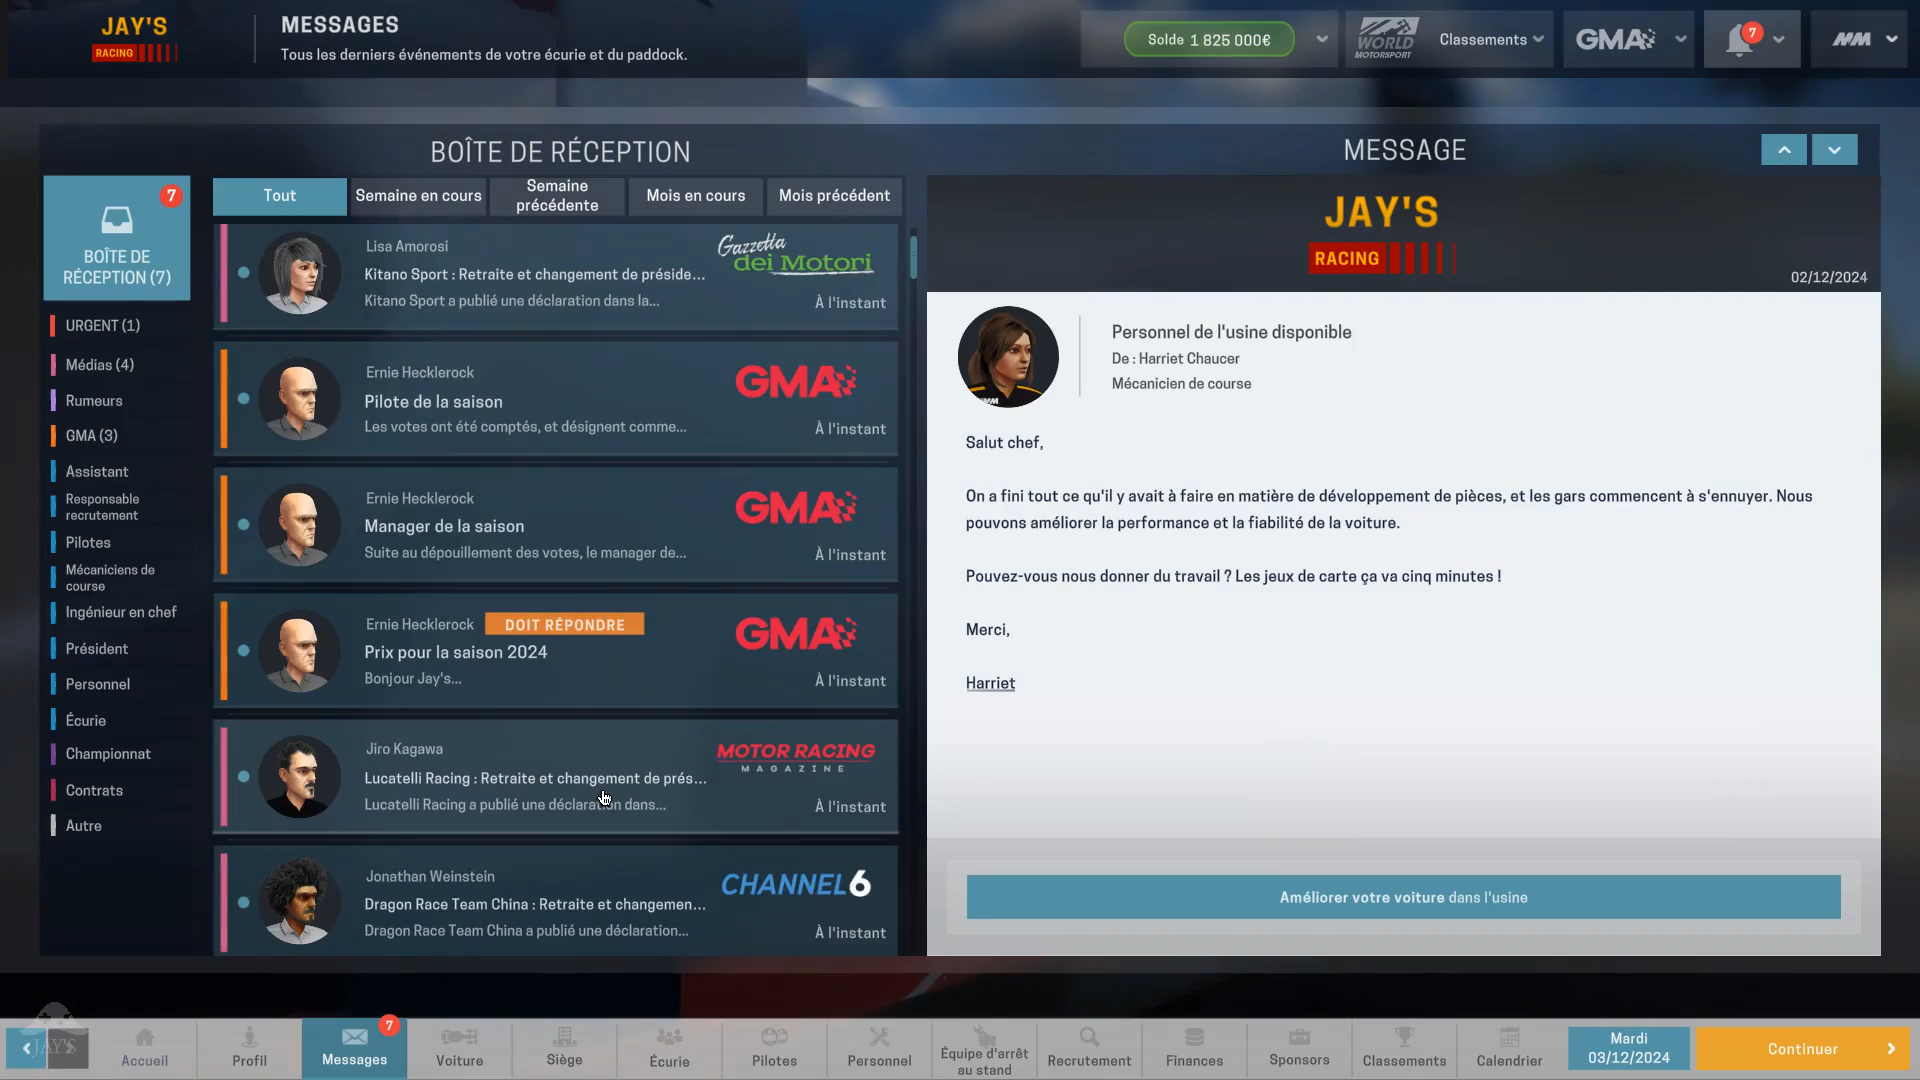 JAY'S
RACING
MESSAGES
Tous les derniers événements de votre écurie et du paddock.
Solde 1 825 000€
WORLD
MOTORSPORT
Classements
GMA
7
MM
BOÎTE DE RÉCEPTION
MESSAGE
7
BOÎTE DE
RÉCEPTION (7)
URGENT (1)
Médias (4)
Rumeurs
GMA (3)
Assistant
Responsable
recrutement
Pilotes
Mécaniciens de
course
Ingénieur en chef
Président
Personnel
Écurie
Championnat
Contrats
Autre
Tout
Semaine en cours
Semaine
précédente
Mois en cours
Mois précédent
Lisa Amorosi
Kitano Sport : Retraite et changement de préside...
Kitano Sport a publié une déclaration dans la...
Gazzetta
dei Motori
À l'instant
Ernie Hecklerock
Pilote de la saison
Les votes ont été comptés, et désignent comme...
GMA
À l'instant
Ernie Hecklerock
Manager de la saison
Suite au dépouillement des votes, le manager de...
GMA
À l'instant
Ernie Hecklerock
DOIT RÉPONDRE
Prix pour la saison 2024
Bonjour Jay's...
GMA
À l'instant
Jiro Kagawa
Lucatelli Racing : Retraite et changement de prés...
Lucatelli Racing a publié une déclaration dans...
MOTOR RACING
MAGAZINE
À l'instant
Jonathan Weinstein
Dragon Race Team China : Retraite et changemen...
Dragon Race Team China a publié une déclaration...
CHANNEL6
À l'instant
JAY'S
RACING
02/12/2024
Personnel de l'usine disponible
De : Harriet Chaucer
Mécanicien de course
Salut chef,
On a fini tout ce qu'il y avait à faire en matière de développement de pièces, et les gars commencent à s'ennuyer. Nous
pouvons améliorer la performance et la fiabilité de la voiture.
Pouvez-vous nous donner du travail ? Les jeux de carte ça va cinq minutes !
Merci,
Harriet
Améliorer votre voiture dans l'usine
JAY'S
Accueil
Profil
7
Messages
Voiture
Siège
Écurie
Pilotes
Personnel
Équipe d'arrêt
au stand
Recrutement
Finances
Sponsors
Classements
Calendrier
Mardi
03/12/2024
Continuer